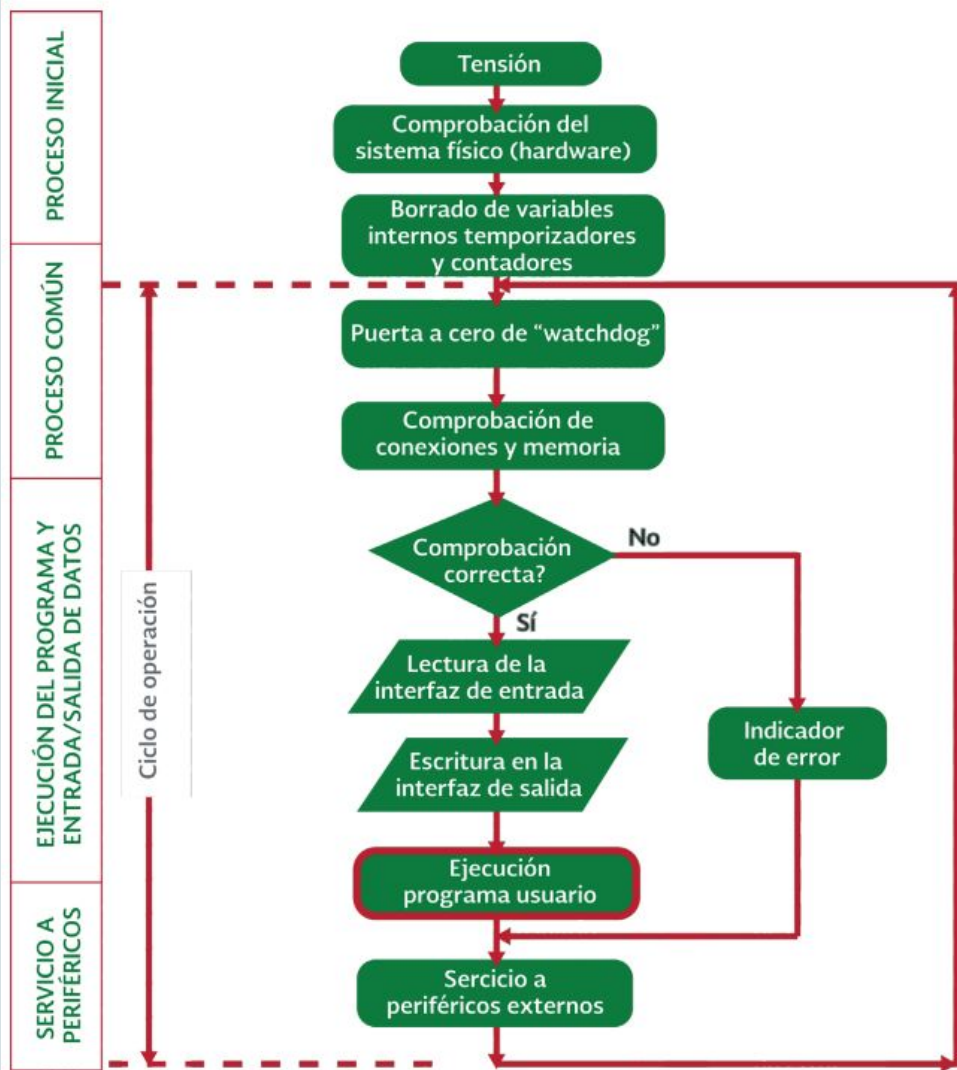 PROCESO INICIAL
PROCESO COMÚN
EJECUCIÓN DEL PROGRAMA Y
ENTRADA/SALIDA DE DATOS
SERVICIO A
PERIFÉRICOS
Ciclo de operación
Tensión
Comprobación del
sistema físico (hardware)
Borrado de variables
internos temporizadores
y contadores
Puerta a cero de “watchdog”
Comprobación de
conexiones y memoria
Comprobación
correcta?
No
Sí
Lectura de la
interfaz de entrada
Escritura en la
interfaz de salida
Indicador
de error
Ejecución
programa usuario
Sercicio a
periféricos externos